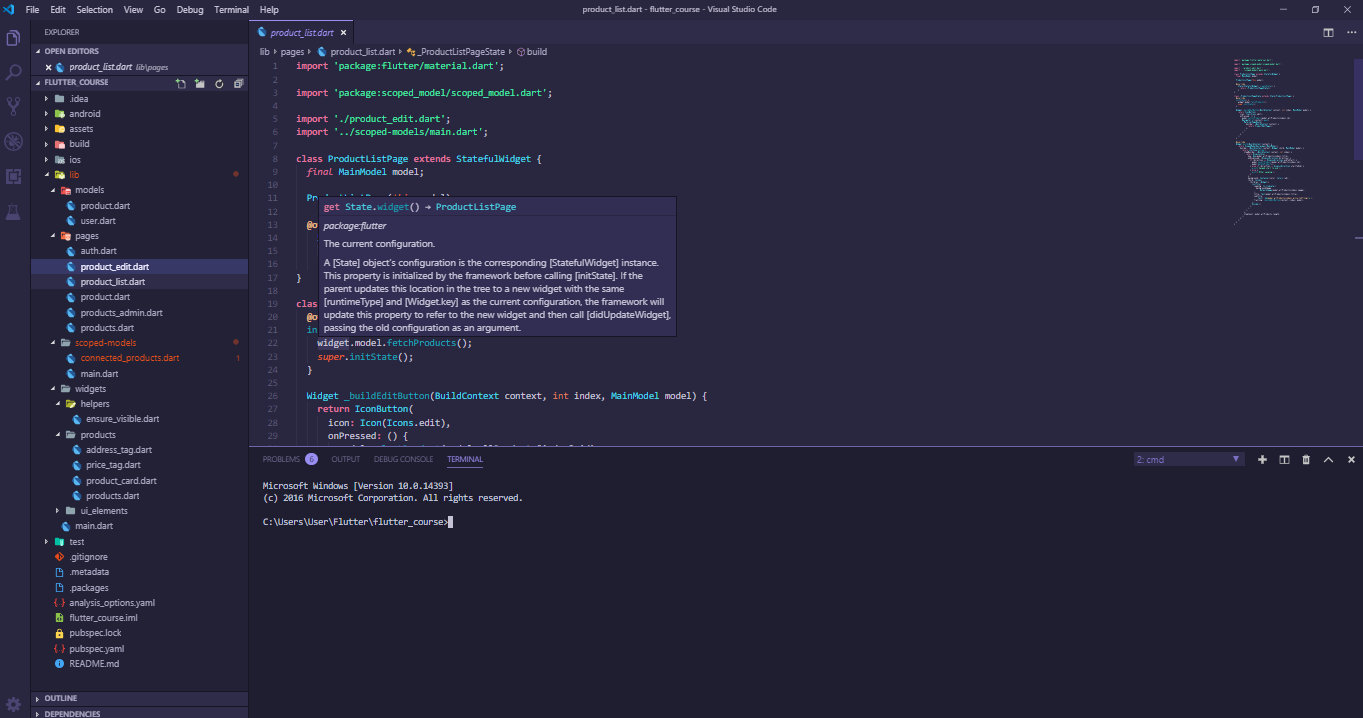 File Edit Selection View Go Debug Terminal Help
product_list.dart - flutter_course - Visual Studio Code
EXPLORER
OPEN EDITORS
product_list.dart lib\pages
FLUTTER_COURSE
.idea
android
assets
build
ios
lib
models
product.dart
user.dart
pages
auth.dart
product_edit.dart
product_list.dart
product.dart
products_admin.dart
products.dart
scoped-models
connected_products.dart 1
main.dart
widgets
helpers
ensure_visible.dart
products
address_tag.dart
price_tag.dart
product_card.dart
products.dart
ui_elements
main.dart
test
.gitignore
.metadata
.packages
analysis_options.yaml
flutter_course.iml
pubspec.lock
pubspec.yaml
README.md
OUTLINE
DEPENDENCIES
product_list.dart
lib pages product_list.dart _ProductListPageState build
1 import 'package:flutter/material.dart';
2
3 import 'package:scoped_model/scoped_model.dart';
4
5 import './product_edit.dart';
6 import '../scoped-models/main.dart';
7
8 class ProductListPage extends StatefulWidget {
9 final MainModel model;
10
11
12
13 @o
14
15
16
17 }
18
19 clas
20 @o
21 in
22 widget.model.fetchProducts();
23 super.initState();
24 }
25
26 Widget _buildEditButton(BuildContext context, int index, MainModel model) {
27 return IconButton(
28 icon: Icon(Icons.edit),
29 onPressed: () {
get State.widget() → ProductListPage
package:flutter
The current configuration.
A [State] object's configuration is the corresponding [StatefulWidget] instance.
This property is initialized by the framework before calling [initState]. If the
parent updates this location in the tree to a new widget with the same
[runtimeType] and [Widget.key] as the current configuration, the framework will
update this property to refer to the new widget and then call [didUpdateWidget],
passing the old configuration as an argument.
PROBLEMS 6 OUTPUT DEBUG CONSOLE TERMINAL
2: cmd
Microsoft Windows [Version 10.0.14393]
(c) 2016 Microsoft Corporation. All rights reserved.
C:\Users\User\Flutter\flutter_course>